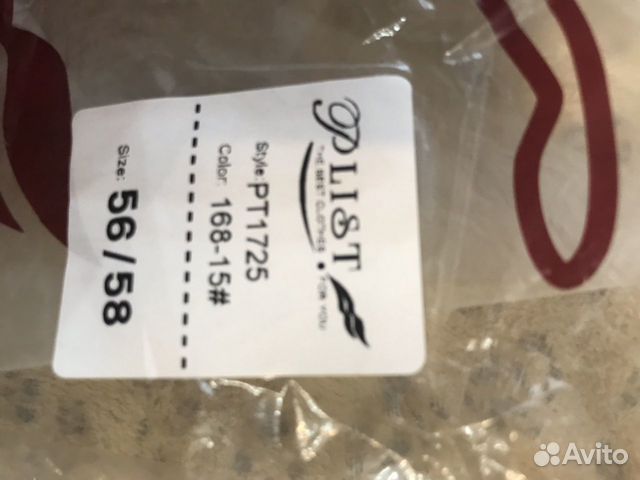 PLIST
THE BEST CLOTHES FOR YOU
Style:PT1725
Color: 168-15#
Size: 56/58
Avito